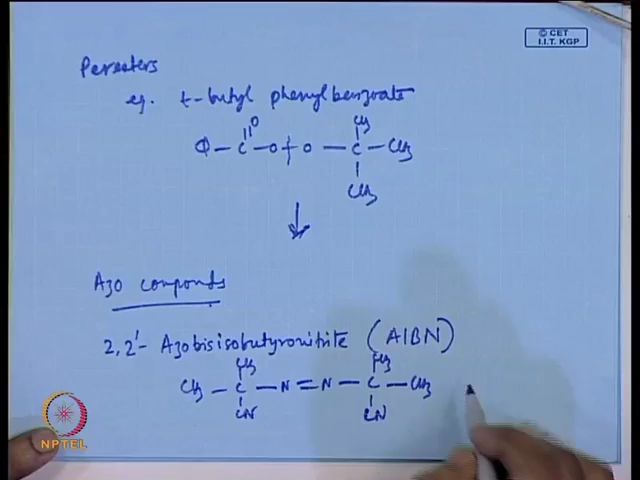 © CET
I.I.T. KGP
Peresters
eg. t-butyl phenylbenzoate
O CH3
Φ - C - O + O - C - CH3
CH3
Azo compounds
2,2'- Azobisisobutyronitrile (AIBN)
CH3 CH3
CH3 - C - N = N - C - CH3
CN CN
NPTEL